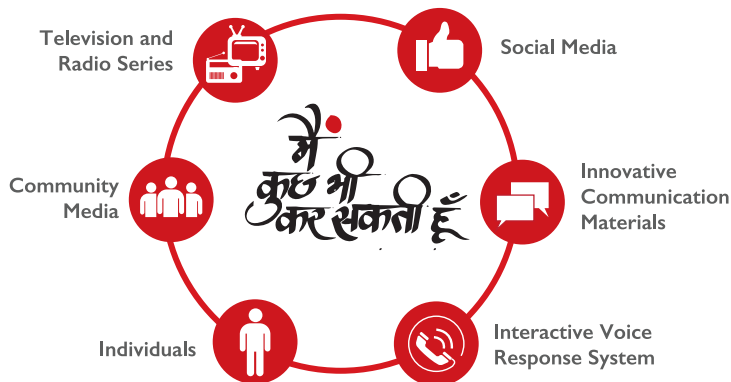 Television and
Radio Series
Social Media
मैं
कुछ भी
कर सकती हूँ
Community
Media
Innovative
Communication
Materials
Individuals
Interactive Voice
Response System